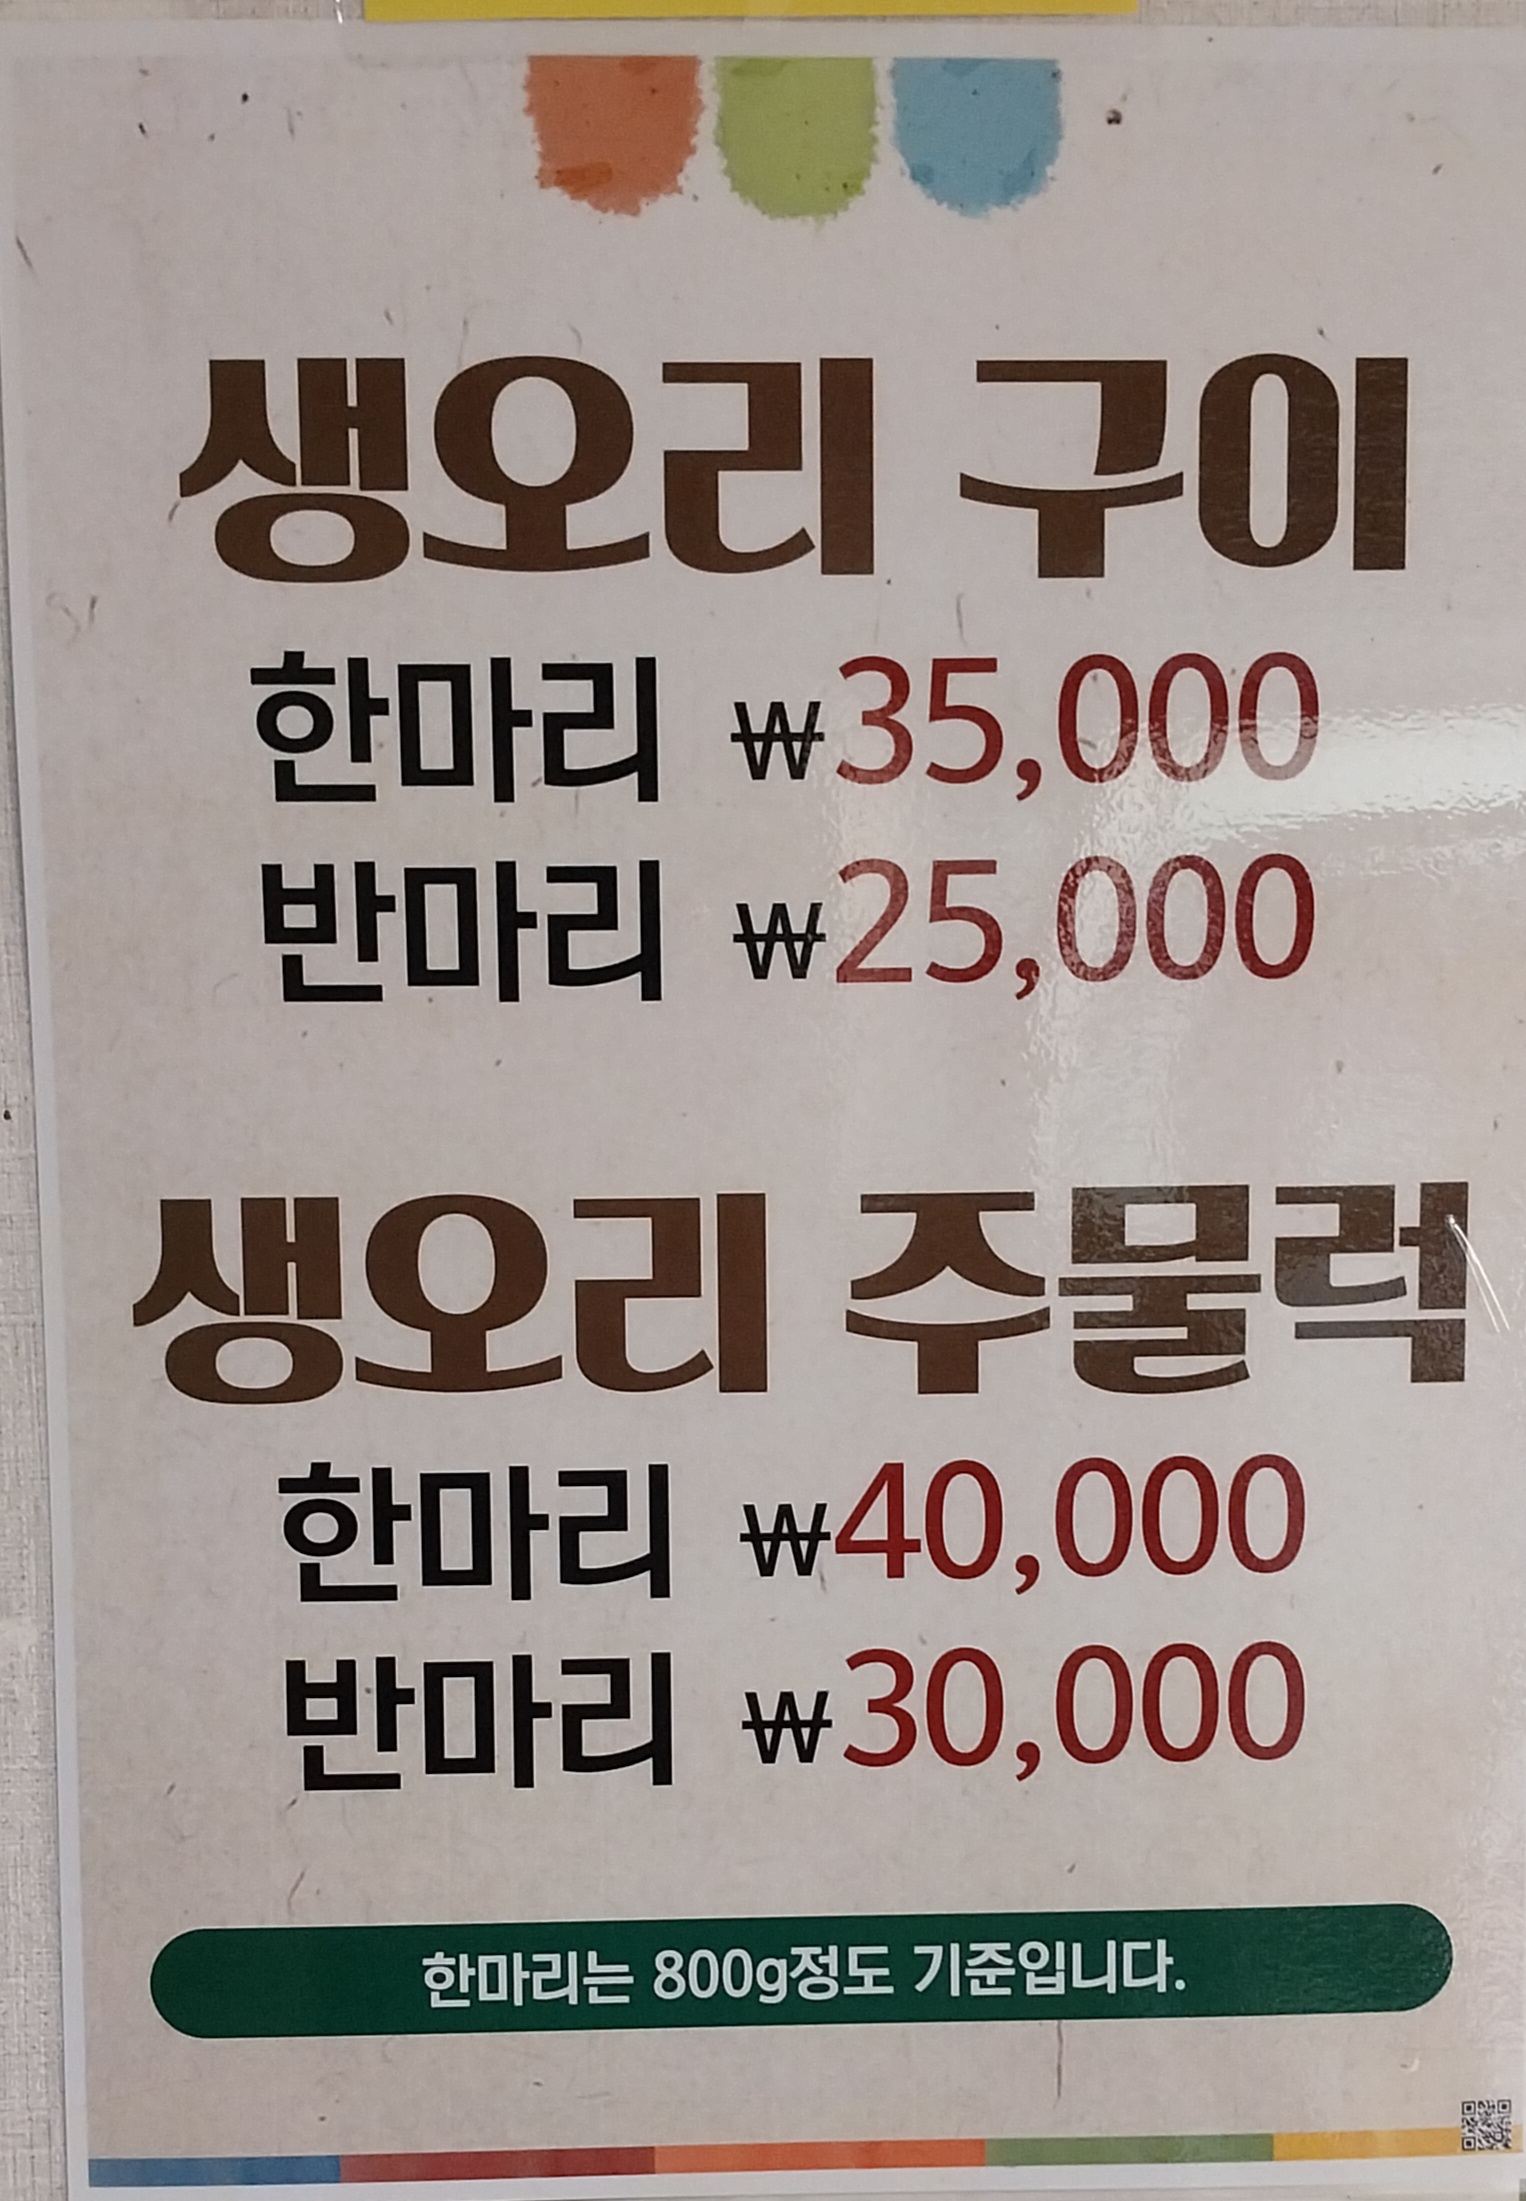 생오리 구이
한마리 ₩35,000
반마리 ₩25,000
생오리 주물럭
한마리 ₩40,000
반마리 ₩30,000
한마리는 800g정도 기준입니다.